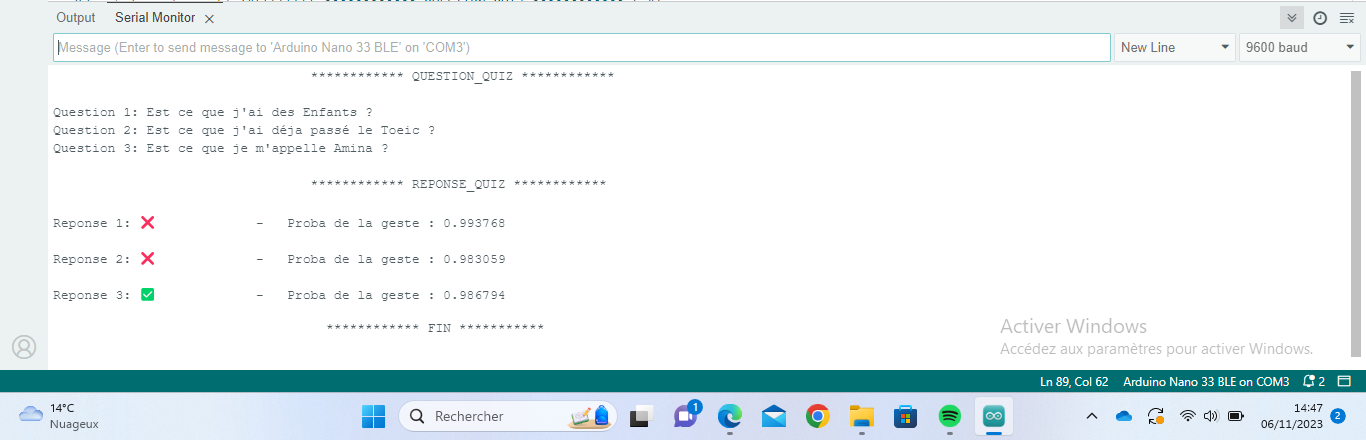 Output Serial Monitor
Message (Enter to send message to 'Arduino Nano 33 BLE' on 'COM3')
New Line
9600 baud
************ QUESTION_QUIZ ************
Question 1: Est ce que j'ai des Enfants ?
Question 2: Est ce que j'ai déja passé le Toeic ?
Question 3: Est ce que je m'appelle Amina ?
************ REPONSE_QUIZ ************
Reponse 1: ❌ - Proba de la geste : 0.993768
Reponse 2: ❌ - Proba de la geste : 0.983059
Reponse 3: ✅ - Proba de la geste : 0.986794
************ FIN ***********
Activer Windows
Accédez aux paramètres pour activer Windows.
Ln 89, Col 62 Arduino Nano 33 BLE on COM3 2
14°C
Nuageux
Rechercher
1
14:47
06/11/2023
2